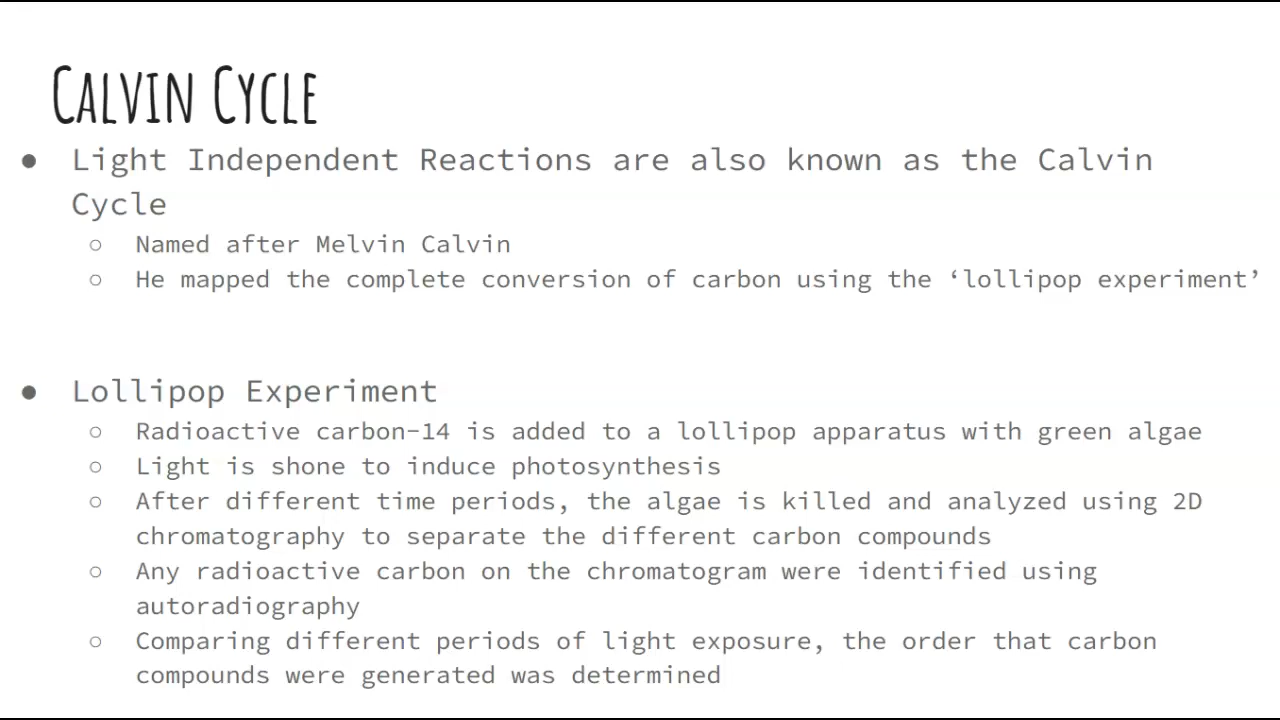 Calvin Cycle
● Light Independent Reactions are also known as the Calvin
Cycle
○ Named after Melvin Calvin
○ He mapped the complete conversion of carbon using the ‘lollipop experiment’
● Lollipop Experiment
○ Radioactive carbon-14 is added to a lollipop apparatus with green algae
○ Light is shone to induce photosynthesis
○ After different time periods, the algae is killed and analyzed using 2D
chromatography to separate the different carbon compounds
○ Any radioactive carbon on the chromatogram were identified using
autoradiography
○ Comparing different periods of light exposure, the order that carbon
compounds were generated was determined